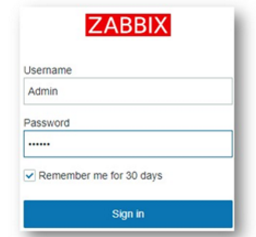 ZABBIX
Username
Admin
Password
••••••
Remember me for 30 days
Sign in